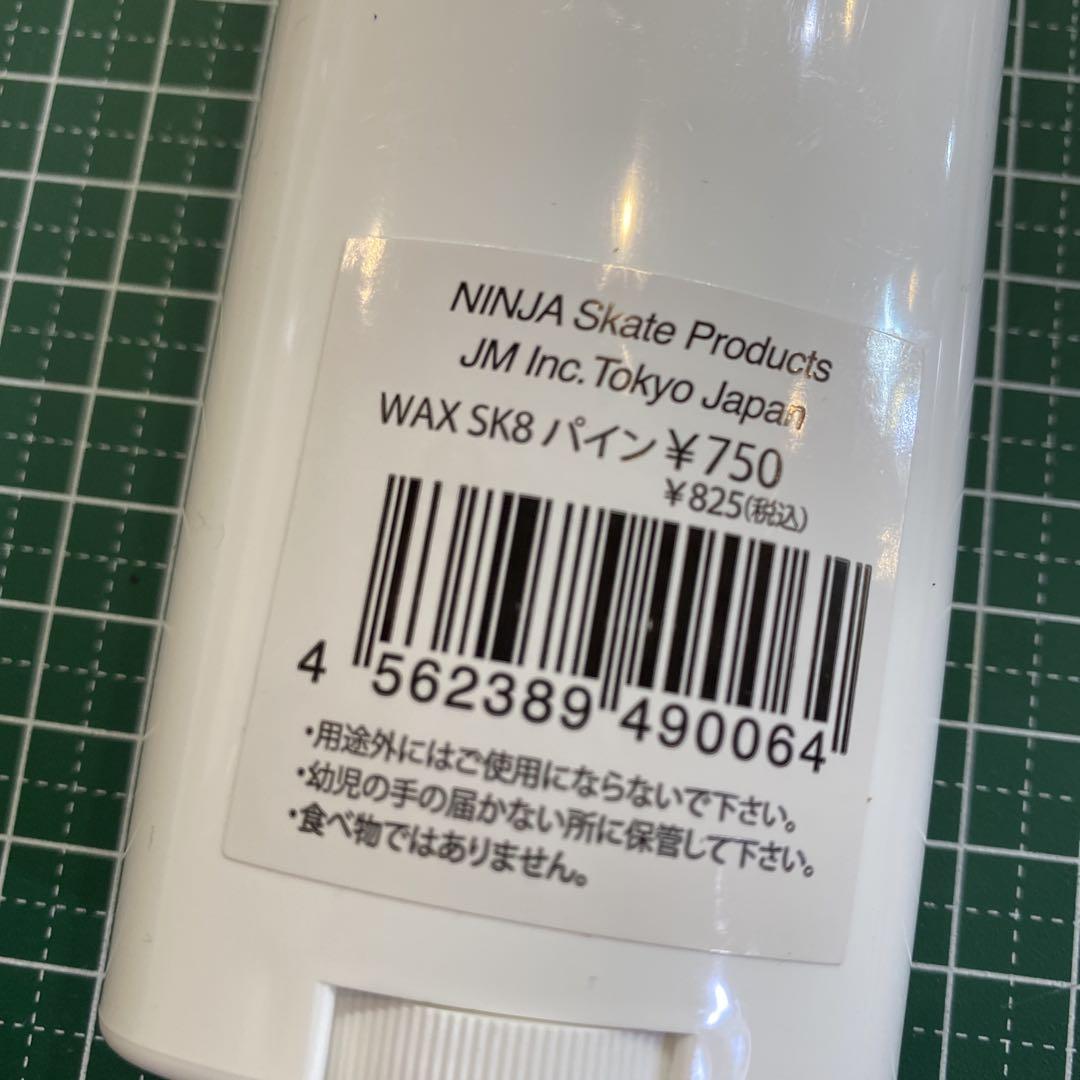 NINJA Skate Products
JM Inc. Tokyo Japan
WAX SK8 パイン ¥750
¥825(税込)
4 562389 490064
・用途外にはご使用にならないで下さい。
・幼児の手の届かない所に保管して下さい。
・食べ物ではありません。